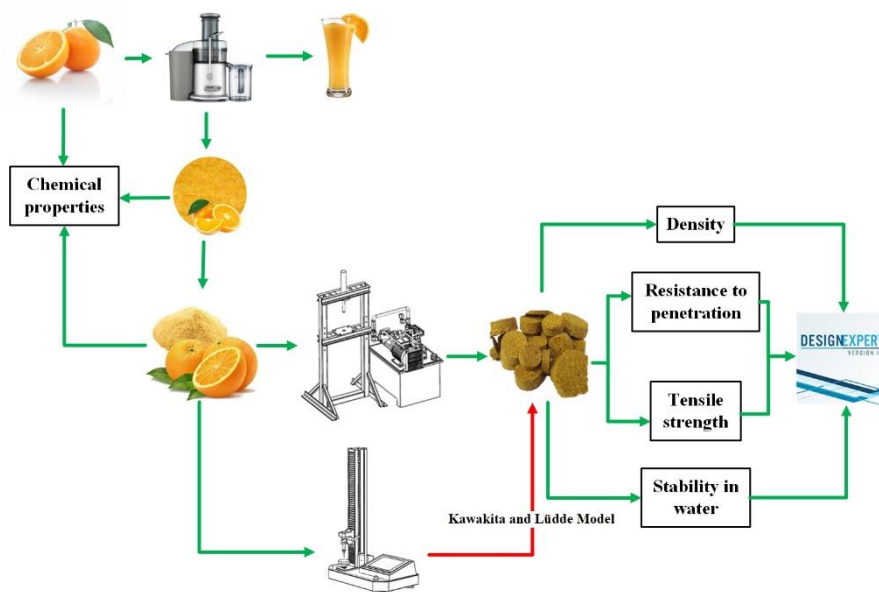 Chemical
properties
Density
Resistance to
penetration
DESIGNEXPERT
Tensile
strength
Stability in
water
Kawakita and Lüdde Model